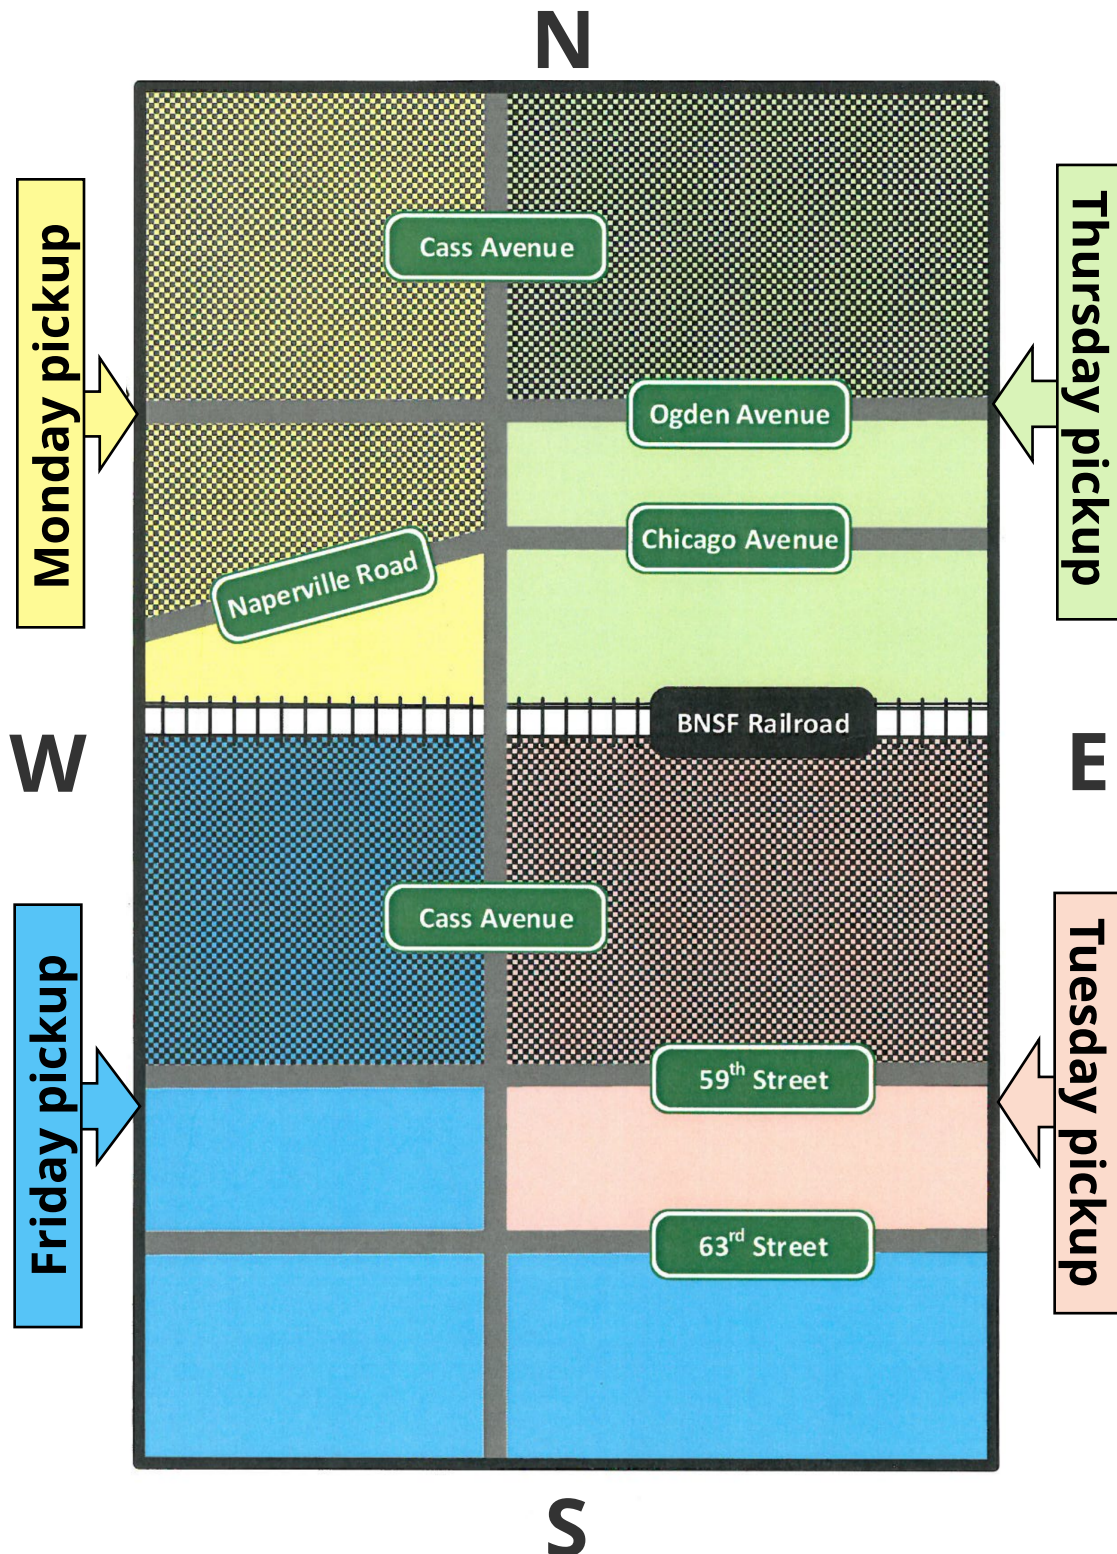 N
Cass Avenue
Monday pickup
Thursday pickup
Ogden Avenue
Chicago Avenue
Naperville Road
BNSF Railroad
W
E
Cass Avenue
Friday pickup
Tuesday pickup
59th Street
63rd Street
S